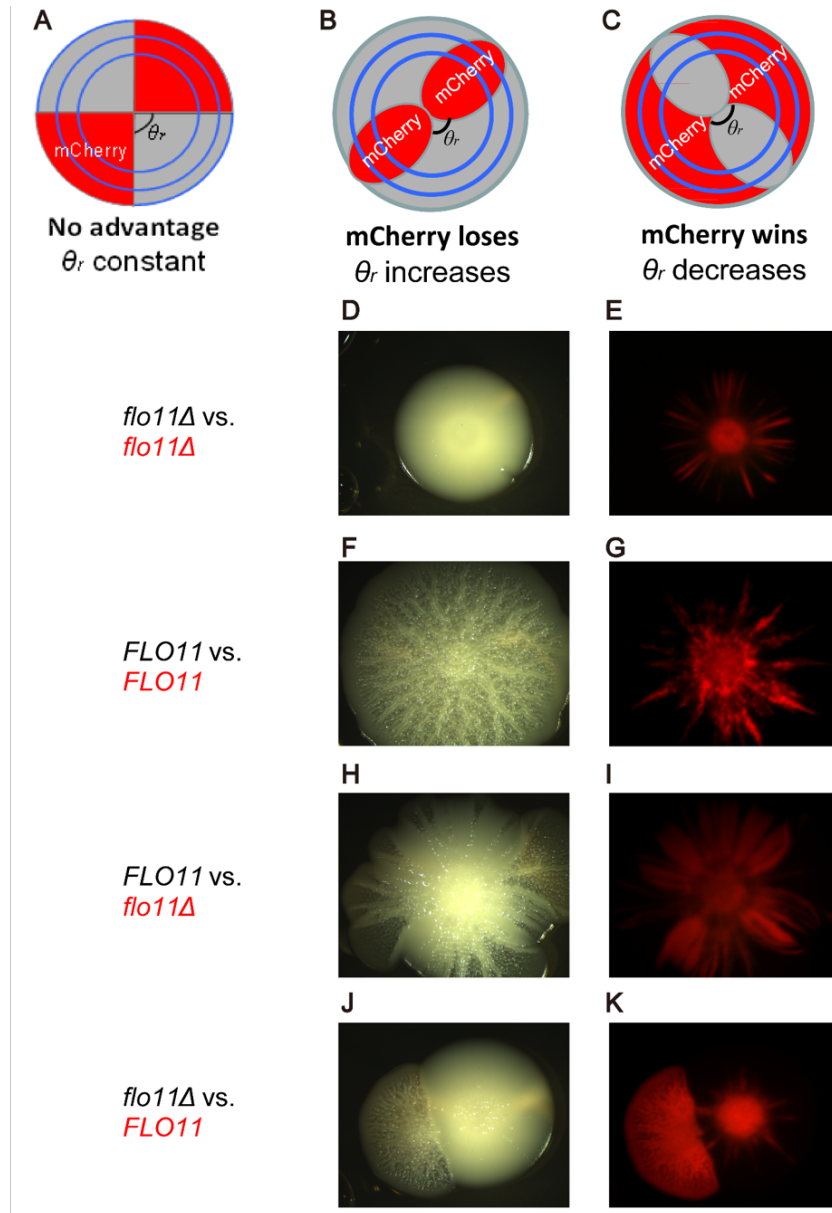 A
B
C
mCherry
θr
mCherry
mCherry
θr
mCherry
mCherry
θr
No advantage
θr constant
mCherry loses
θr increases
mCherry wins
θr decreases
D
E
flo11Δ vs.
flo11Δ
F
G
FLO11 vs.
FLO11
H
I
FLO11 vs.
flo11Δ
J
K
flo11Δ vs.
FLO11